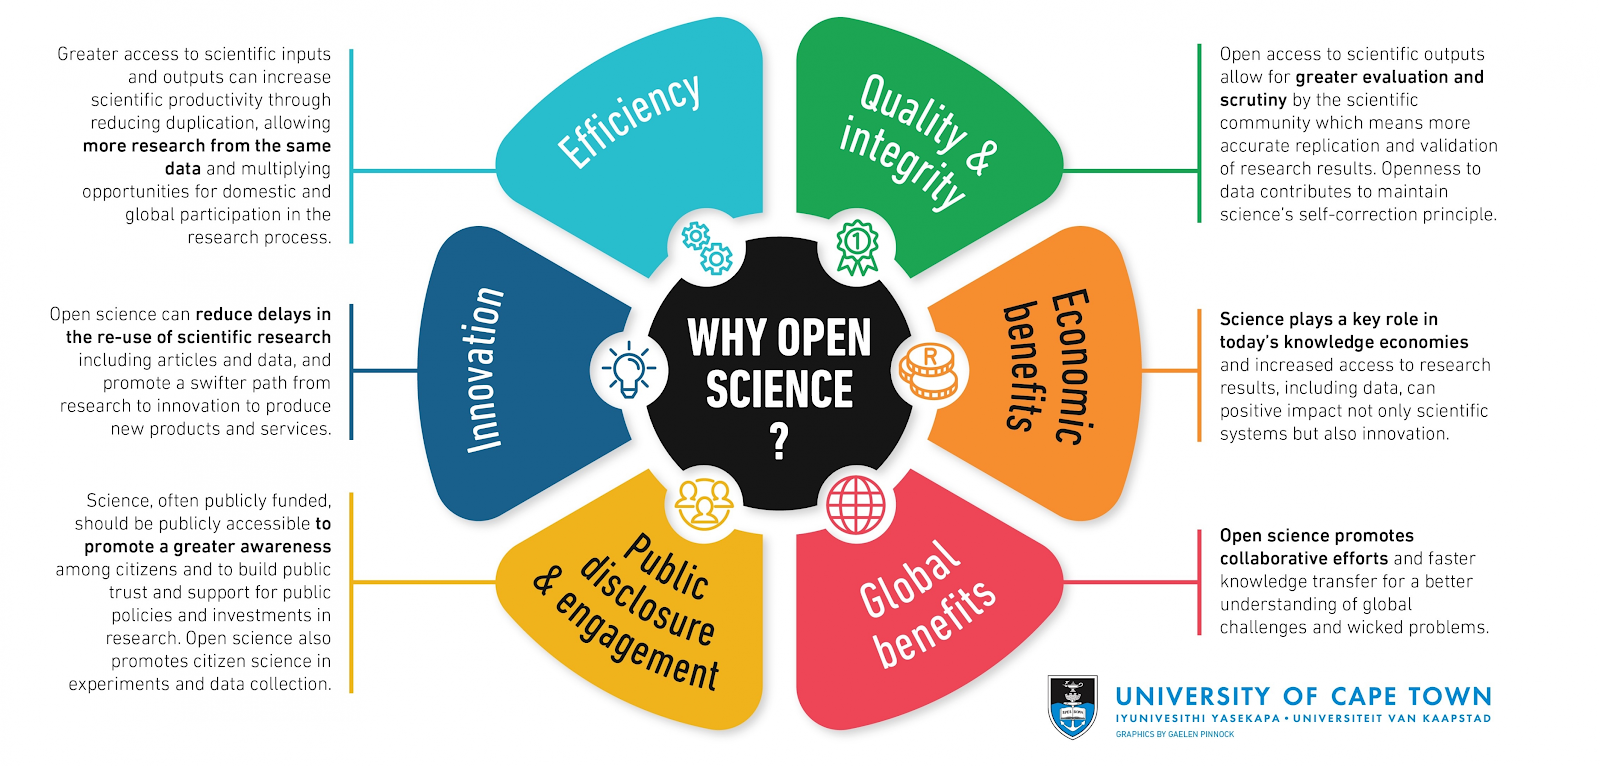 Greater access to scientific inputs
and outputs can increase
scientific productivity through
reducing duplication, allowing
more research from the same
data and multiplying
opportunities for domestic and
global participation in the
research process.
Efficiency
Quality &
integrity
Open access to scientific outputs
allow for greater evaluation and
scrutiny by the scientific
community which means more
accurate replication and validation
of research results. Openness to
data contributes to maintain
science's self-correction principle.
Open science can reduce delays in
the re-use of scientific research
including articles and data, and
promote a swifter path from
research to innovation to produce
new products and services.
Innovation
WHY OPEN
SCIENCE
?
1
R
Economic
benefits
Science plays a key role in
today's knowledge economies
and increased access to research
results, including data, can
positive impact not only scientific
systems but also innovation.
Science, often publicly funded,
should be publicly accessible to
promote a greater awareness
among citizens and to build public
trust and support for public
policies and investments in
research. Open science also
promotes citizen science in
experiments and data collection.
Public
disclosure
& engagement
Global
benefits
Open science promotes
collaborative efforts and faster
knowledge transfer for a better
understanding of global
challenges and wicked problems.
UNIVERSITY OF CAPE TOWN
IYUNIVESITHI YASEKAPA • UNIVERSITEIT VAN KAAPSTAD
GRAPHICS BY GAELEN PINNOCK